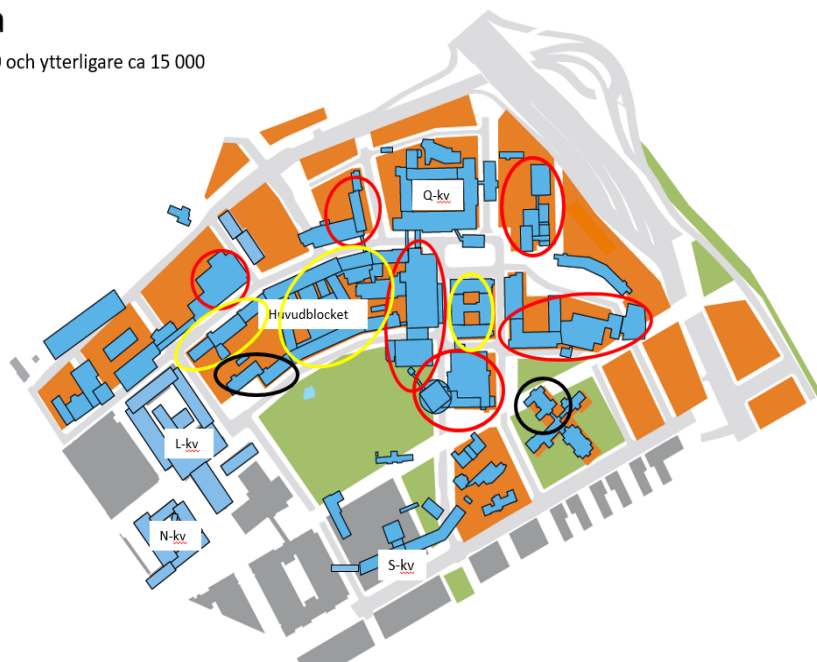 och ytterligare ca 15 000
Q-kv
Huvudblocket
L-kv
N-kv
S-kv